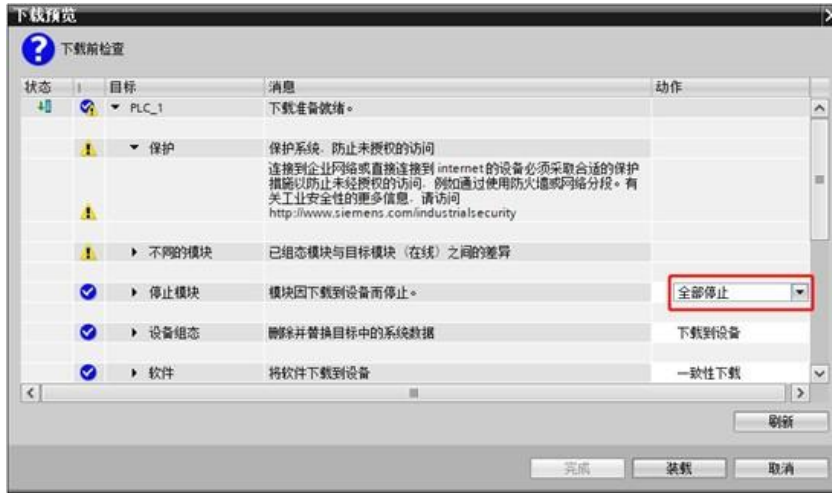 下载预览
下载前检查
状态 ! 目标 消息 动作
PLC_1 下载准备就绪。
保护 保护系统，防止未授权的访问
连接到企业网络或直接连接到 internet的设备必须采取合适的保护
措施以防止未经授权的访问，例如通过使用防火墙或网络分段。有
关工业安全性的更多信息，请访问
http://www.siemens.com/industrialsecurity
不同的模块 已组态模块与目标模块（在线）之间的差异
停止模块 模块因下载到设备而停止。 全部停止
设备组态 删除并替换目标中的系统数据 下载到设备
软件 将软件下载到设备 一致性下载
刷新
完成 装载 取消